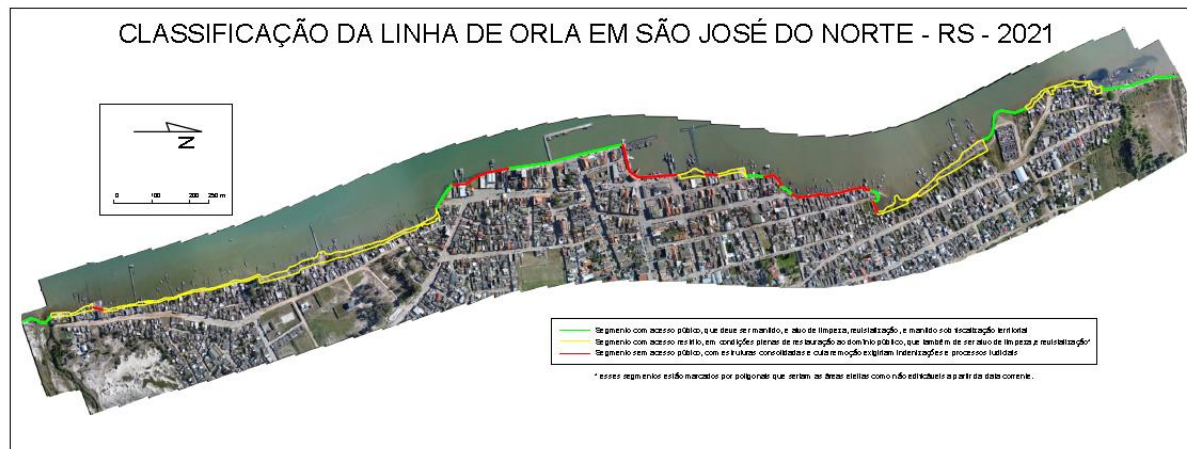 CLASSIFICAÇÃO DA LINHA DE ORLA EM SÃO JOSÉ DO NORTE - RS - 2021
N
0 100 200 250 m
Segmento com acesso público, que deve ser mantido, e alvo de limpeza, revitalização, e mantido sob fiscalização territorial
Segmento com acesso restrito, em condições plenas de restauração ao domínio público, que também de ser alvo de limpeza e revitalização*
Segmento sem acesso público, com estruturas consolidadas e cuja remoção exigiriam indenizações e processos judiciais
* esses segmentos estão marcados por poligonais que seriam as áreas eleitas como não edificáveis a partir da data corrente.